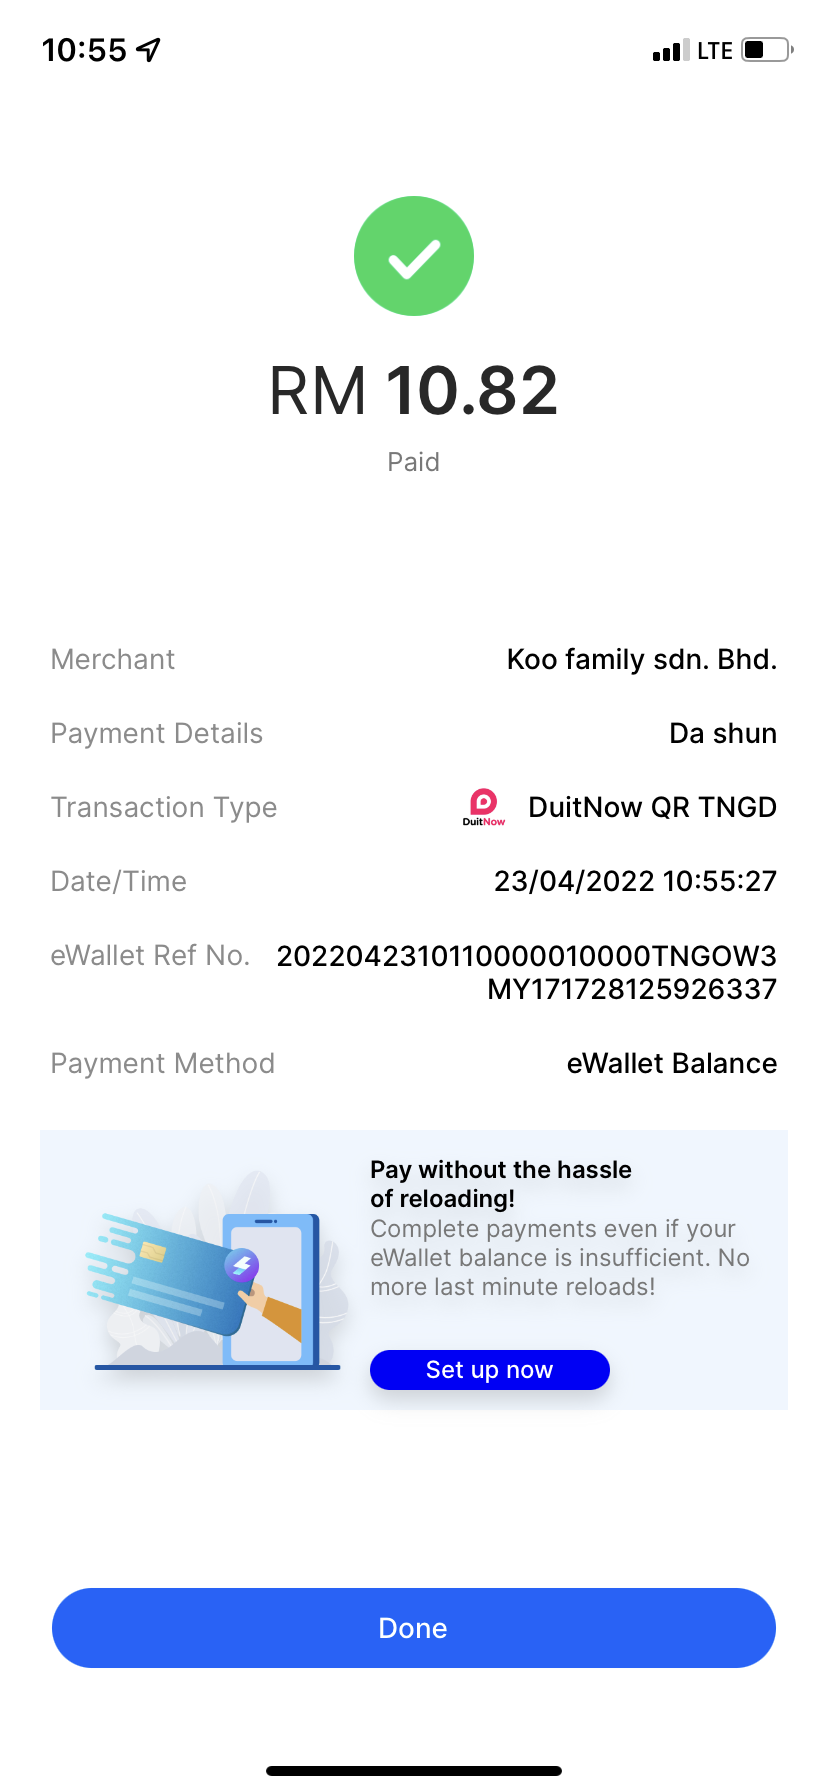 10:55 LTE
RM 10.82
Paid
Merchant Koo family sdn. Bhd.
Payment Details Da shun
Transaction Type DuitNow DuitNow QR TNGD
Date/Time 23/04/2022 10:55:27
eWallet Ref No. 20220423101100000010000TNGOW3
MY171728125926337
Payment Method eWallet Balance
Pay without the hassle
of reloading!
Complete payments even if your
eWallet balance is insufficient. No
more last minute reloads!
Set up now
Done